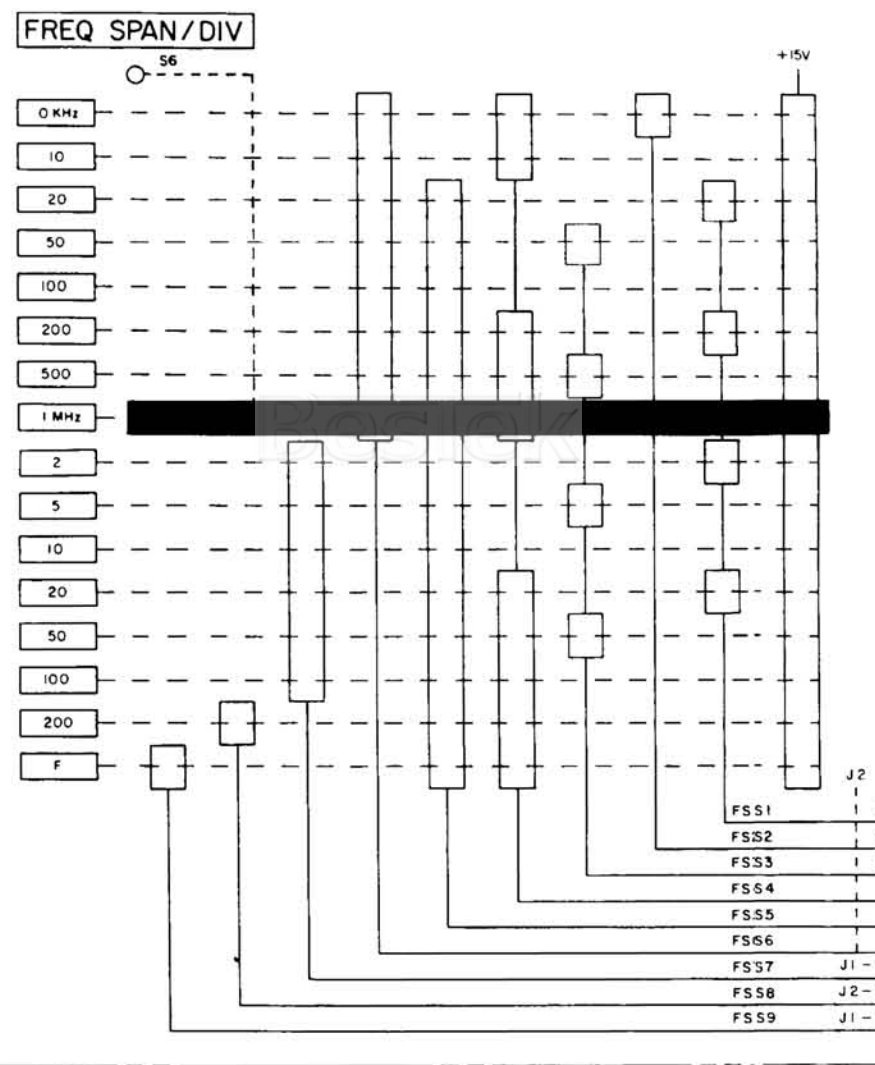 FREQ SPAN/DIV
S6
+15V
0 KHz
10
20
50
100
200
500
1 MHz
Bestek
2
5
10
20
50
100
200
F
J2
FSS1
FSS2
FSS3
FSS4
FSS5
FSS6
FSS7 J1-
FSS8 J2-
FSS9 J1-